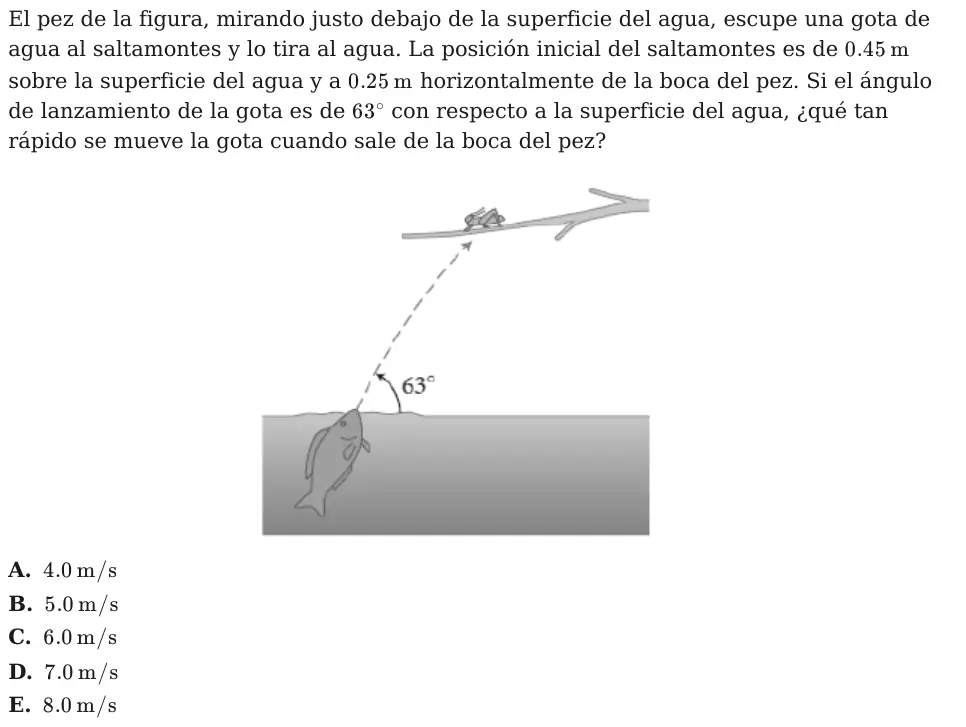 El pez de la figura, mirando justo debajo de la superficie del agua, escupe una gota de
agua al saltamontes y lo tira al agua. La posición inicial del saltamontes es de 0.45 m
sobre la superficie del agua y a 0.25 m horizontalmente de la boca del pez. Si el ángulo
de lanzamiento de la gota es de 63° con respecto a la superficie del agua, ¿qué tan
rápido se mueve la gota cuando sale de la boca del pez?
63°
A. 4.0 m/s
B. 5.0 m/s
C. 6.0 m/s
D. 7.0 m/s
E. 8.0 m/s